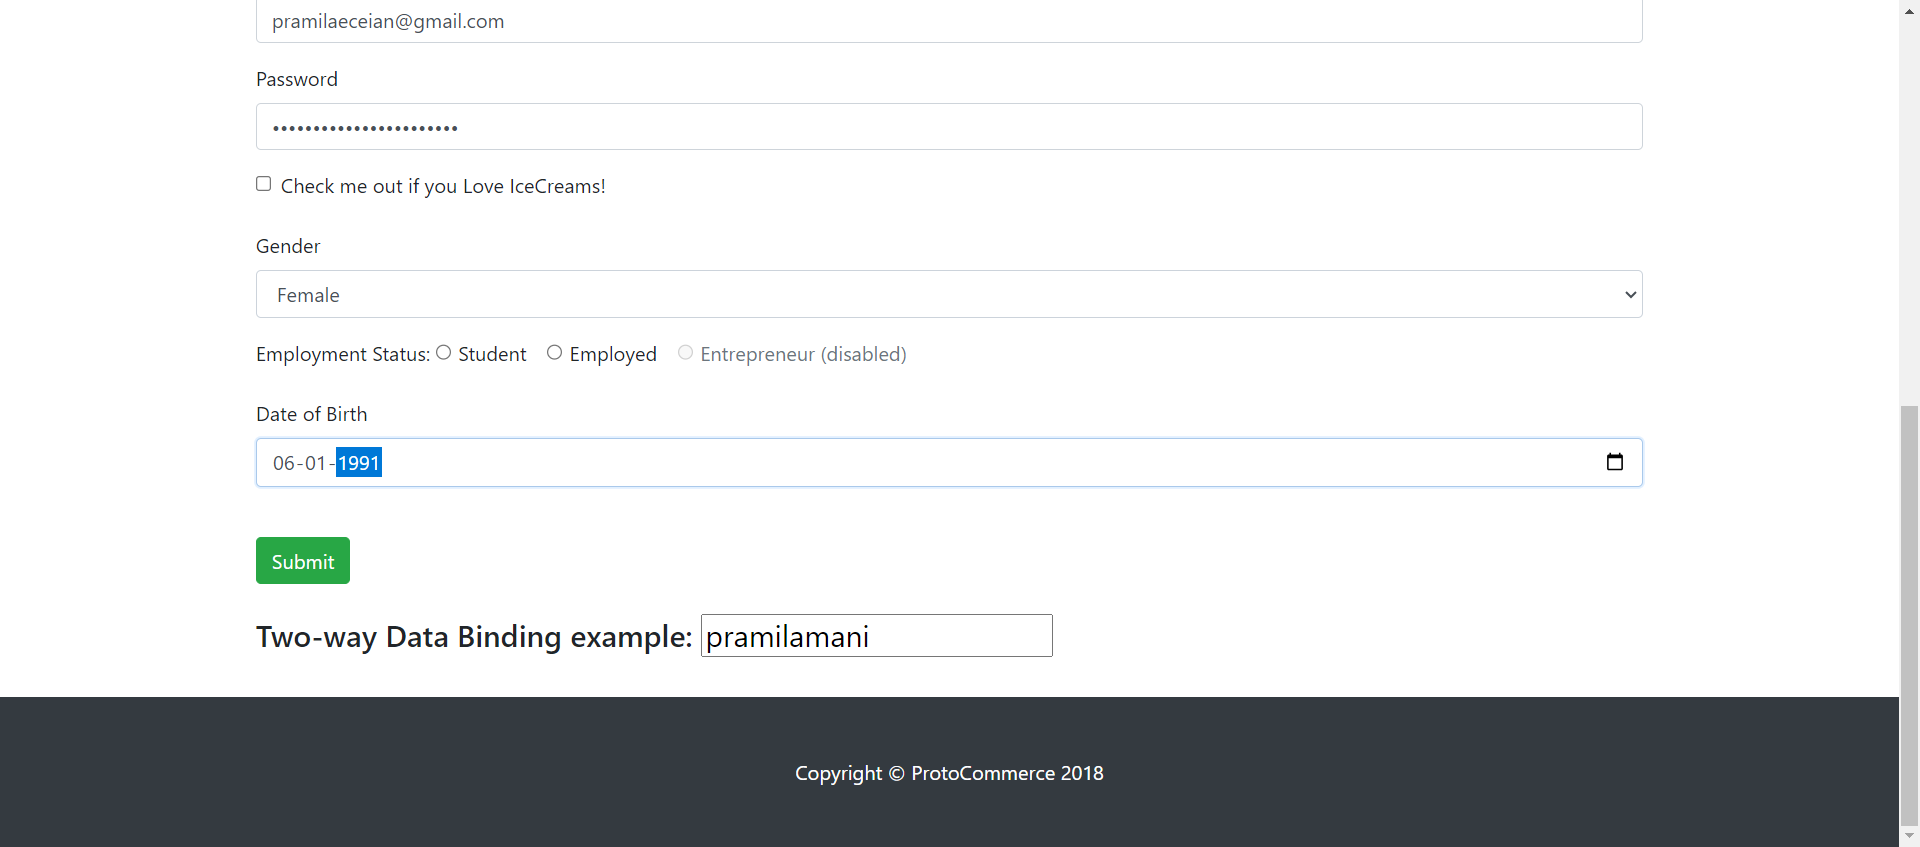 pramilaeceian@gmail.com
Password
•••••••••••••••••••••••
Check me out if you Love IceCreams!
Gender
Female
Employment Status: Student Employed Entrepreneur (disabled)
Date of Birth
06-01-1991
Submit
Two-way Data Binding example: pramilamani
Copyright © ProtoCommerce 2018